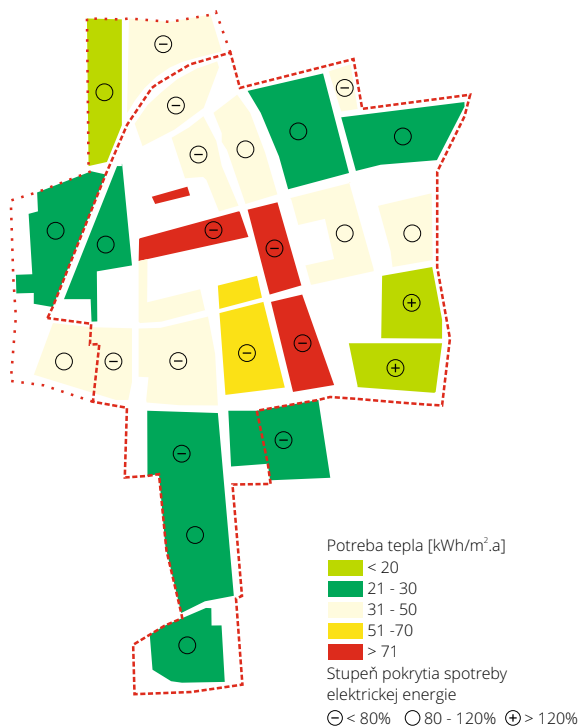 Potreba tepla [kWh/m².a]
< 20
21 - 30
31 - 50
51 -70
> 71
Stupeň pokrytia spotreby
elektrickej energie
< 80% 80 - 120% > 120%